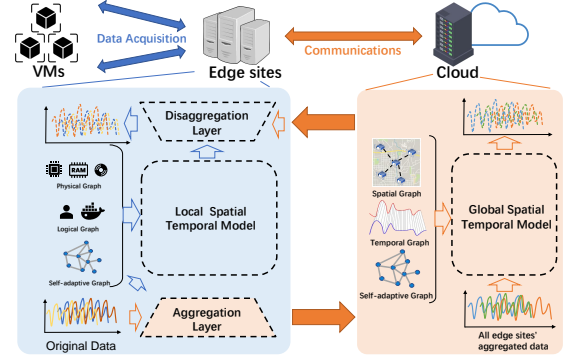 Data Acquisition
Communications
VMs
Edge sites
Cloud
Disaggregation
Layer
RAM
Physical Graph
Logical Graph
Self-adaptive Graph
Local Spatial
Temporal Model
Original Data
Aggregation
Layer
Spatial Graph
Temporal Graph
Self-adaptive Graph
Global Spatial
Temporal Model
All edge sites'
aggregated data